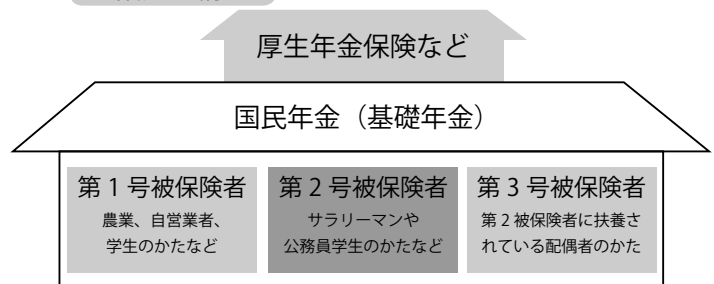 厚生年金保険など
国民年金（基礎年金）
第１号被保険者
農業、自営業者、
学生のかたなど
第２号被保険者
サラリーマンや
公務員学生のかたなど
第３号被保険者
第２被保険者に扶養さ
れている配偶者のかた